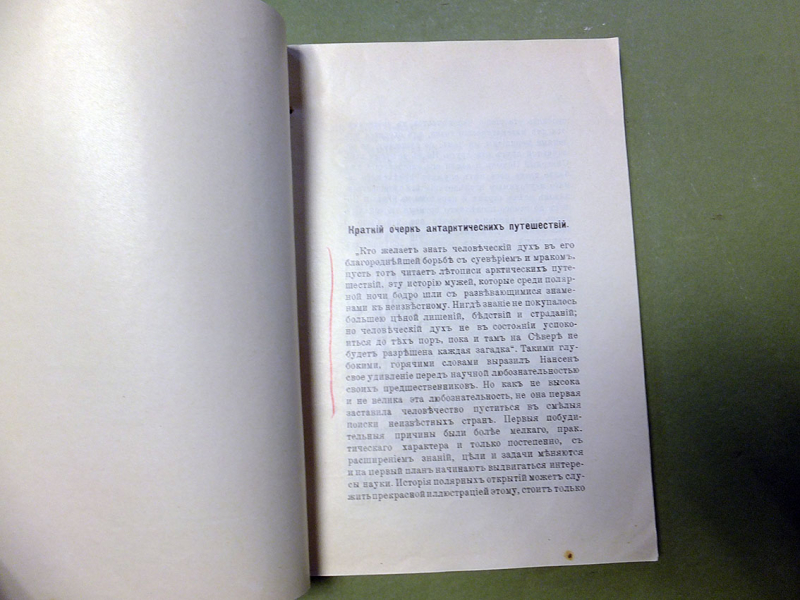 Краткій очеркъ антарктическихъ путешествій.
„Кто желаетъ знать человѣческій духъ въ его
благороднѣйшей борьбѣ съ суевѣріемъ и мракомъ,
пусть тотъ читаетъ лѣтописи арктическихъ путе-
шествій, эту исторію мужей, которые среди поляр-
ной ночи бодро шли съ развѣвающимися знаме-
нами къ неизвѣстному. Нигдѣ знаніе не покупалось
большею цѣной лишеній, бѣдствій и страданій;
но человѣческій духъ не въ состояніи успоко-
иться до тѣхъ поръ, пока и тамъ на Сѣверѣ не
будетъ разрѣшена каждая загадка“. Такими глу-
бокими, горячими словами выразилъ Нансенъ
свое удивленіе передъ научной любознательностью
своихъ предшественниковъ. Но какъ не высока
и не велика эта любознательность, не она первая
заставила человѣчество пуститься въ смѣлыя
поиски неизвѣстныхъ странъ. Первыя побуди-
тельныя причины были болѣе мелкаго, прак-
тическаго характера и только постепенно, съ
расширеніемъ знаній, цѣли и задачи мѣняются
и на первый планъ начинаютъ выдвигаться интере-
сы науки. Исторія полярныхъ открытій можетъ слу-
жить прекрасной иллюстраціей этому, стоитъ только